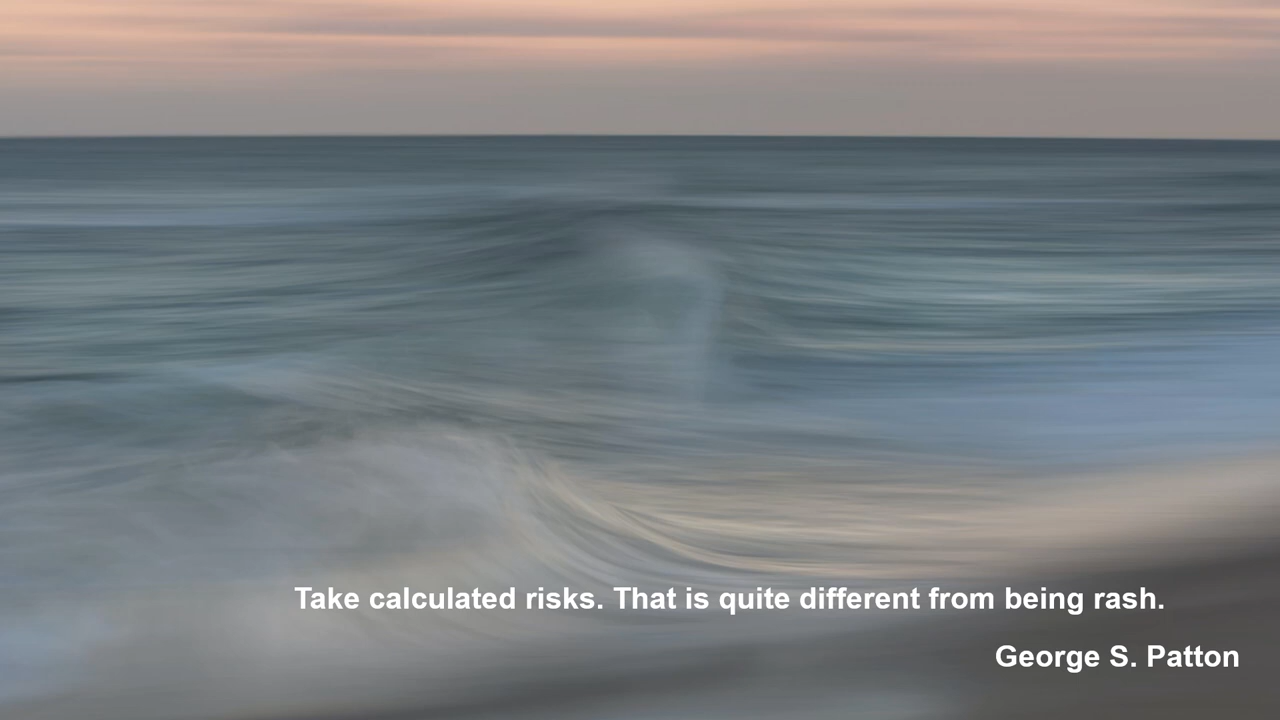 Take calculated risks. That is quite different from being rash.
George S. Patton